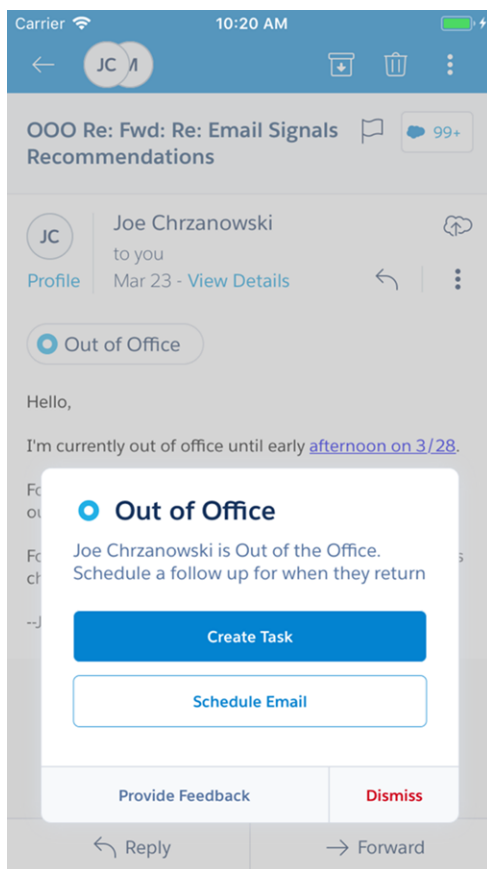 Carrier 10:20 AM
JC M
OOO Re: Fwd: Re: Email Signals 99+
Recommendations
JC Joe Chrzanowski
to you
Profile Mar 23 - View Details
Out of Office
Hello,
I'm currently out of office until early afternoon on 3/28.
Out of Office
Joe Chrzanowski is Out of the Office.
Schedule a follow up for when they return
Create Task
Schedule Email
Provide Feedback Dismiss
Reply Forward